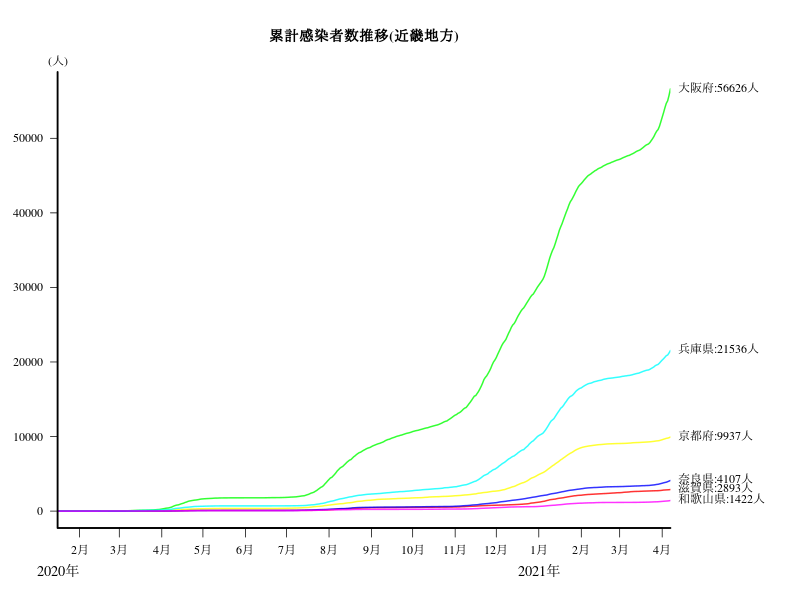 累計感染者数推移(近畿地方)
(人)
大阪府:56626人
50000
40000
30000
兵庫県:21536人
20000
京都府:9937人
10000
奈良県:4107人
滋賀県:2893人
和歌山県:1422人
0
2月 3月 4月 5月 6月 7月 8月 9月 10月 11月 12月 1月 2月 3月 4月
2020年 2021年